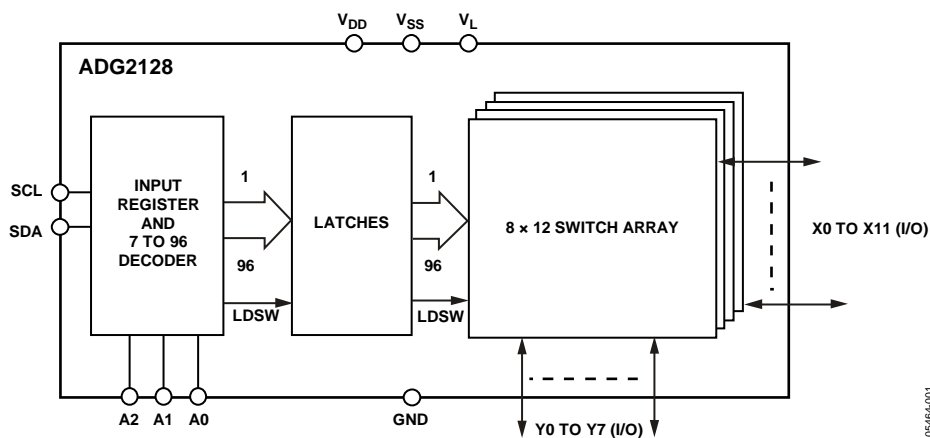 VDD VSS VL
ADG2128
SCL
SDA
INPUT
REGISTER
AND
7 TO 96
DECODER
1
96
LDSW
LATCHES
1
96
LDSW
8 × 12 SWITCH ARRAY
X0 TO X11 (I/O)
A2 A1 A0
GND
Y0 TO Y7 (I/O)
05464-001